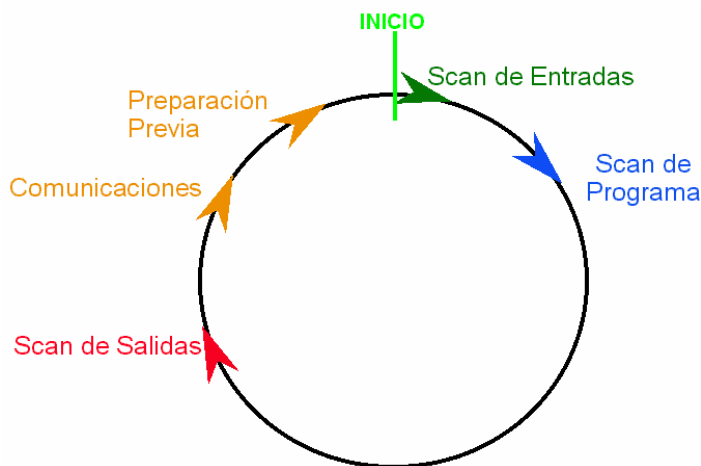 INICIO
Scan de Entradas
Scan de
Programa
Scan de Salidas
Comunicaciones
Preparación
Previa